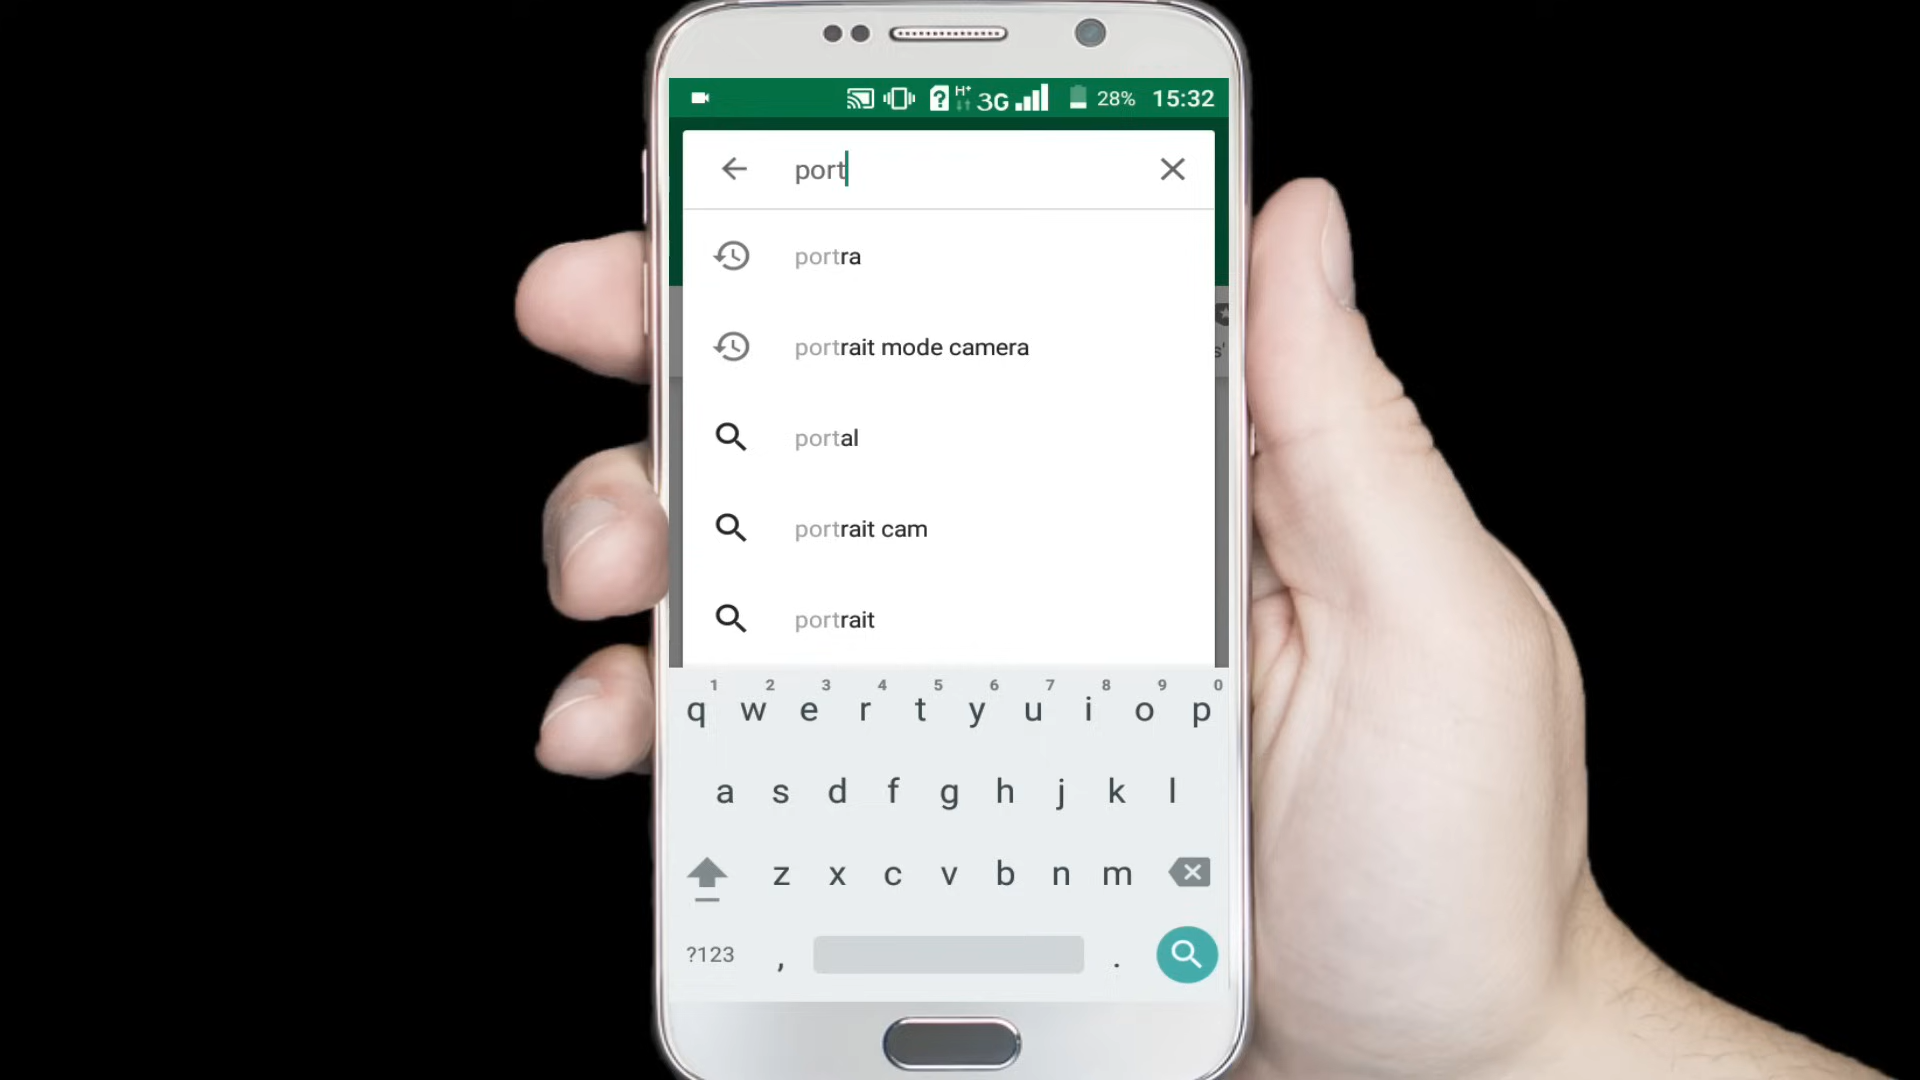 H+ 3G 28% 15:32
port
portra
portrait mode camera
portal
portrait cam
portrait
1 2 3 4 5 6 7 8 9 0
q w e r t y u i o p
a s d f g h j k l
z x c v b n m
?123 , .
s'